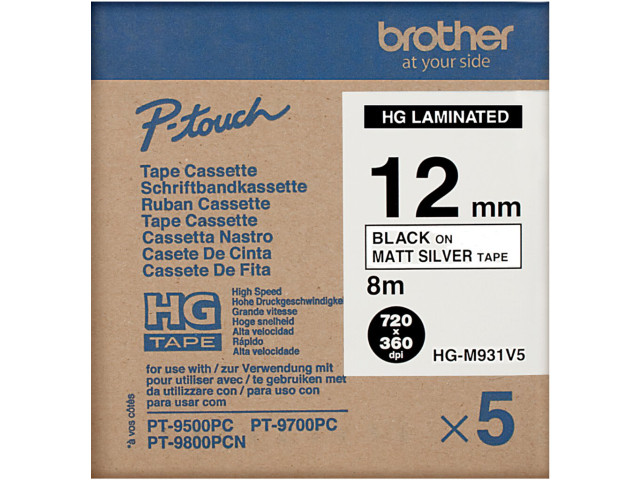 brother
at your side
P-touch
HG LAMINATED
12 mm
BLACK ON
MATT SILVER TAPE
8m
720
x
360
dpi
HG-M931V5
Tape Cassette
Schriftbandkassette
Ruban Cassette
Tape Cassette
Cassetta Nastro
Casete De Cinta
Cassete De Fita
HG
TAPE
High Speed
Hohe Druckgeschwindigkei
Grande vitesse
Hoge snelheid
Alta velocidad
Rápido
Alta velocidade
for use with / zur Verwendung mit
pour utiliser avec / te gebruiken met
da utilizzare con / para uso con
para usar com
PT-9500PC PT-9700PC
PT-9800PCN
*à vos côtés
x5